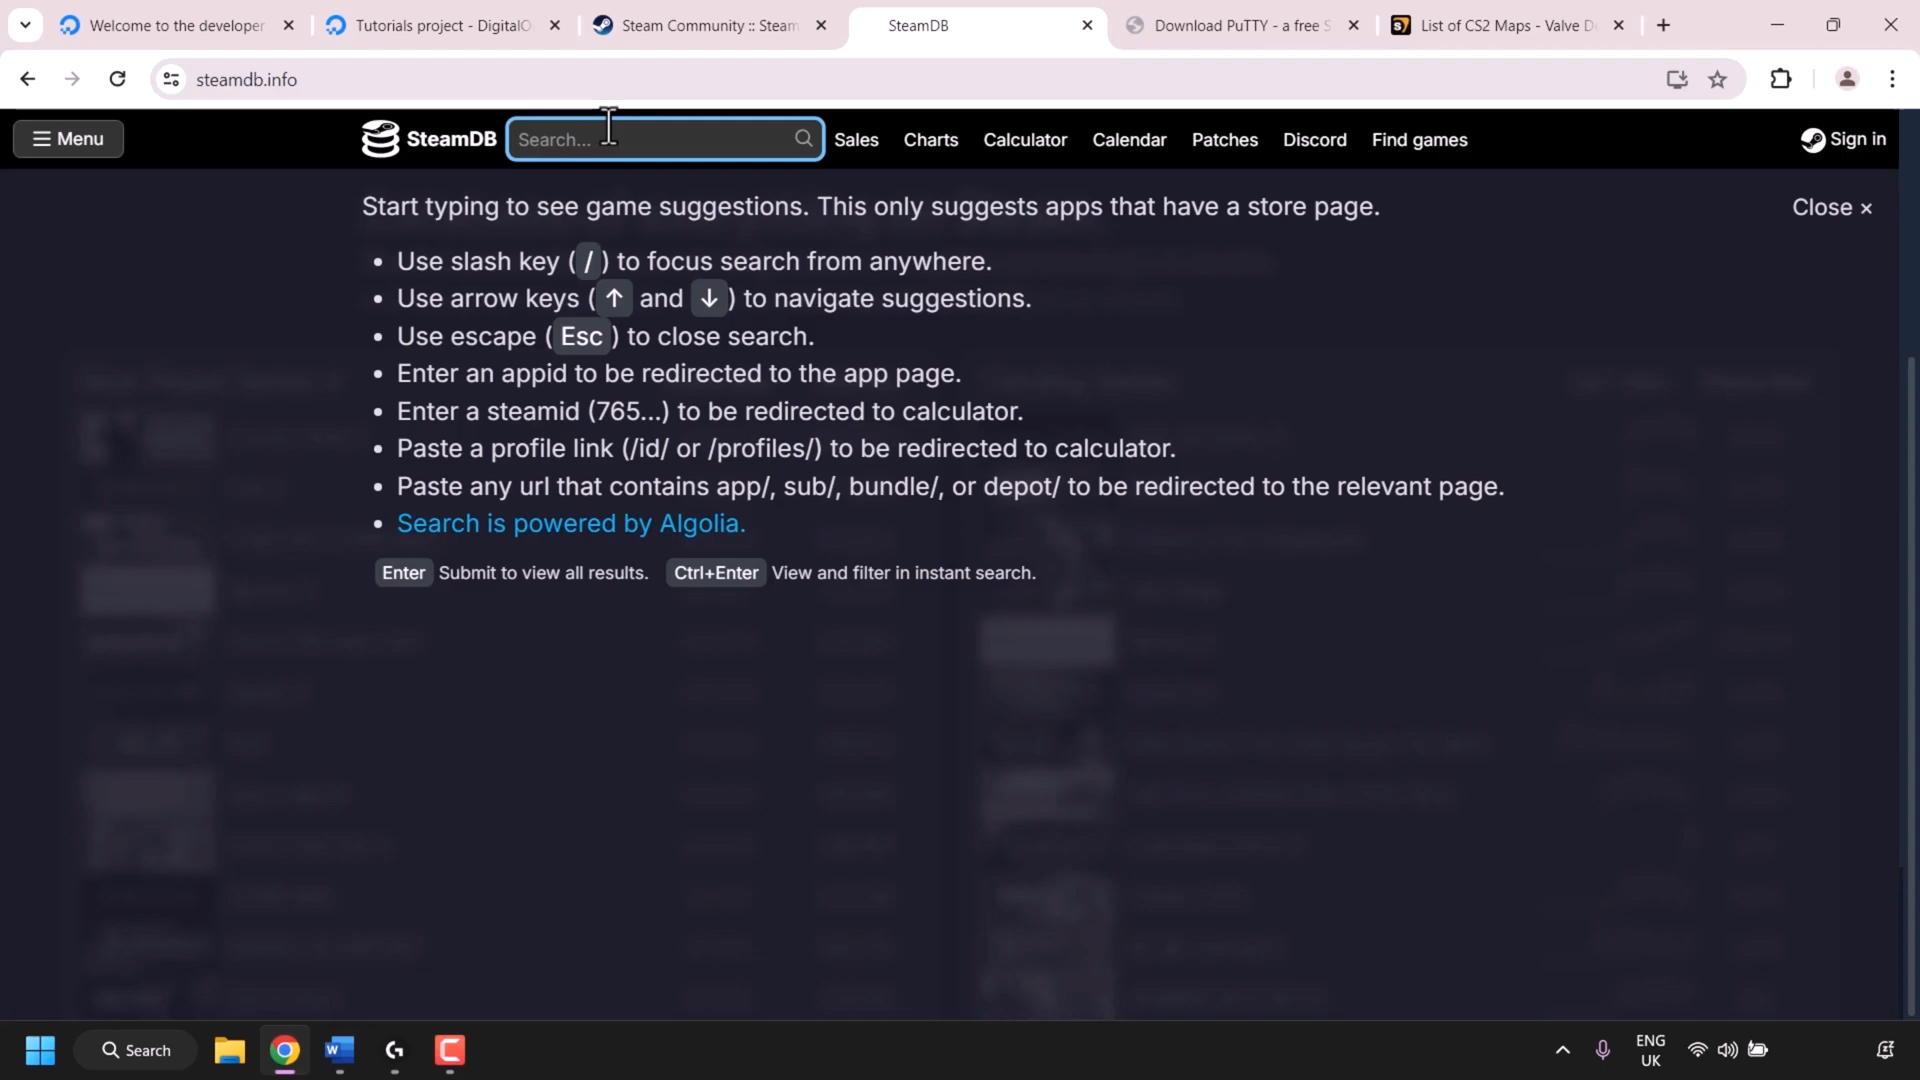 Welcome to the developer
Tutorials project - DigitalO
Steam Community :: Steam
SteamDB
Download PuTTY - a free S
List of CS2 Maps - Valve De
steamdb.info
Menu
SteamDB
Search...
Sales
Charts
Calculator
Calendar
Patches
Discord
Find games
Sign in
Start typing to see game suggestions. This only suggests apps that have a store page.
Close ×
• Use slash key ( / ) to focus search from anywhere.
• Use arrow keys ( ↑ and ↓ ) to navigate suggestions.
• Use escape ( Esc ) to close search.
• Enter an appid to be redirected to the app page.
• Enter a steamid (765...) to be redirected to calculator.
• Paste a profile link (/id/ or /profiles/) to be redirected to calculator.
• Paste any url that contains app/, sub/, bundle/, or depot/ to be redirected to the relevant page.
• Search is powered by Algolia.
Enter Submit to view all results. Ctrl+Enter View and filter in instant search.
Search
ENG
UK